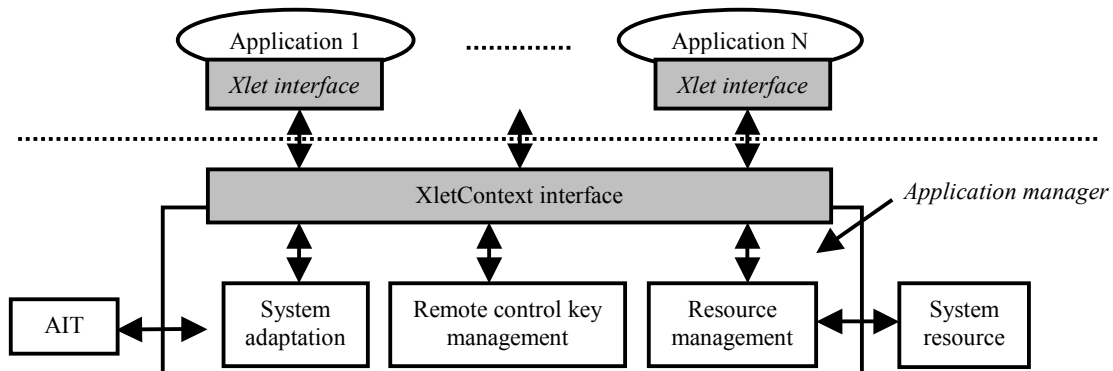 Application 1
Application N
Xlet interface
Xlet interface
XletContext interface
Application manager
AIT
System
adaptation
Remote control key
management
Resource
management
System
resource